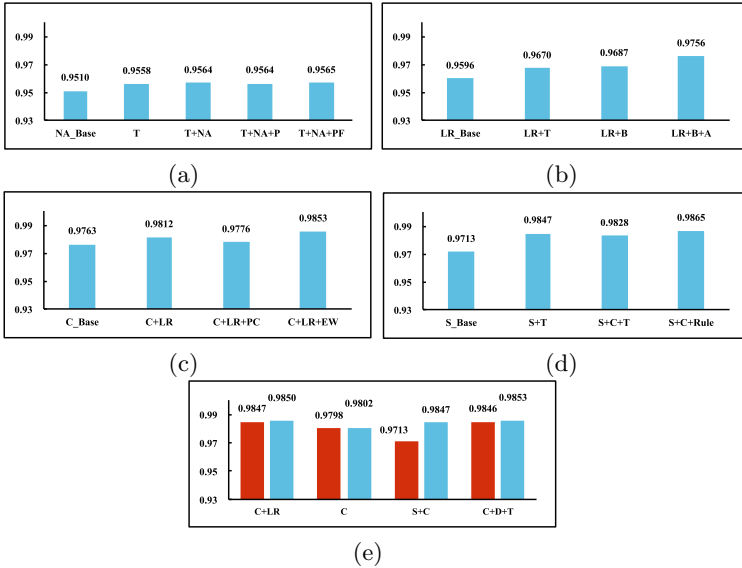 0.99
0.97
0.95
0.93
0.9510
0.9558
0.9564
0.9564
0.9565
NA_Base
T
T+NA
T+NA+P
T+NA+PF
(a)
0.99
0.97
0.95
0.93
0.9596
0.9670
0.9687
0.9756
LR_Base
LR+T
LR+B
LR+B+A
(b)
0.99
0.97
0.95
0.93
0.9763
0.9812
0.9776
0.9853
C_Base
C+LR
C+LR+PC
C+LR+EW
(c)
0.99
0.97
0.95
0.93
0.9713
0.9847
0.9828
0.9865
S_Base
S+T
S+C+T
S+C+Rule
(d)
0.99
0.97
0.95
0.93
0.9847
0.9850
0.9798
0.9802
0.9713
0.9847
0.9846
0.9853
C+LR
C
S+C
C+D+T
(e)